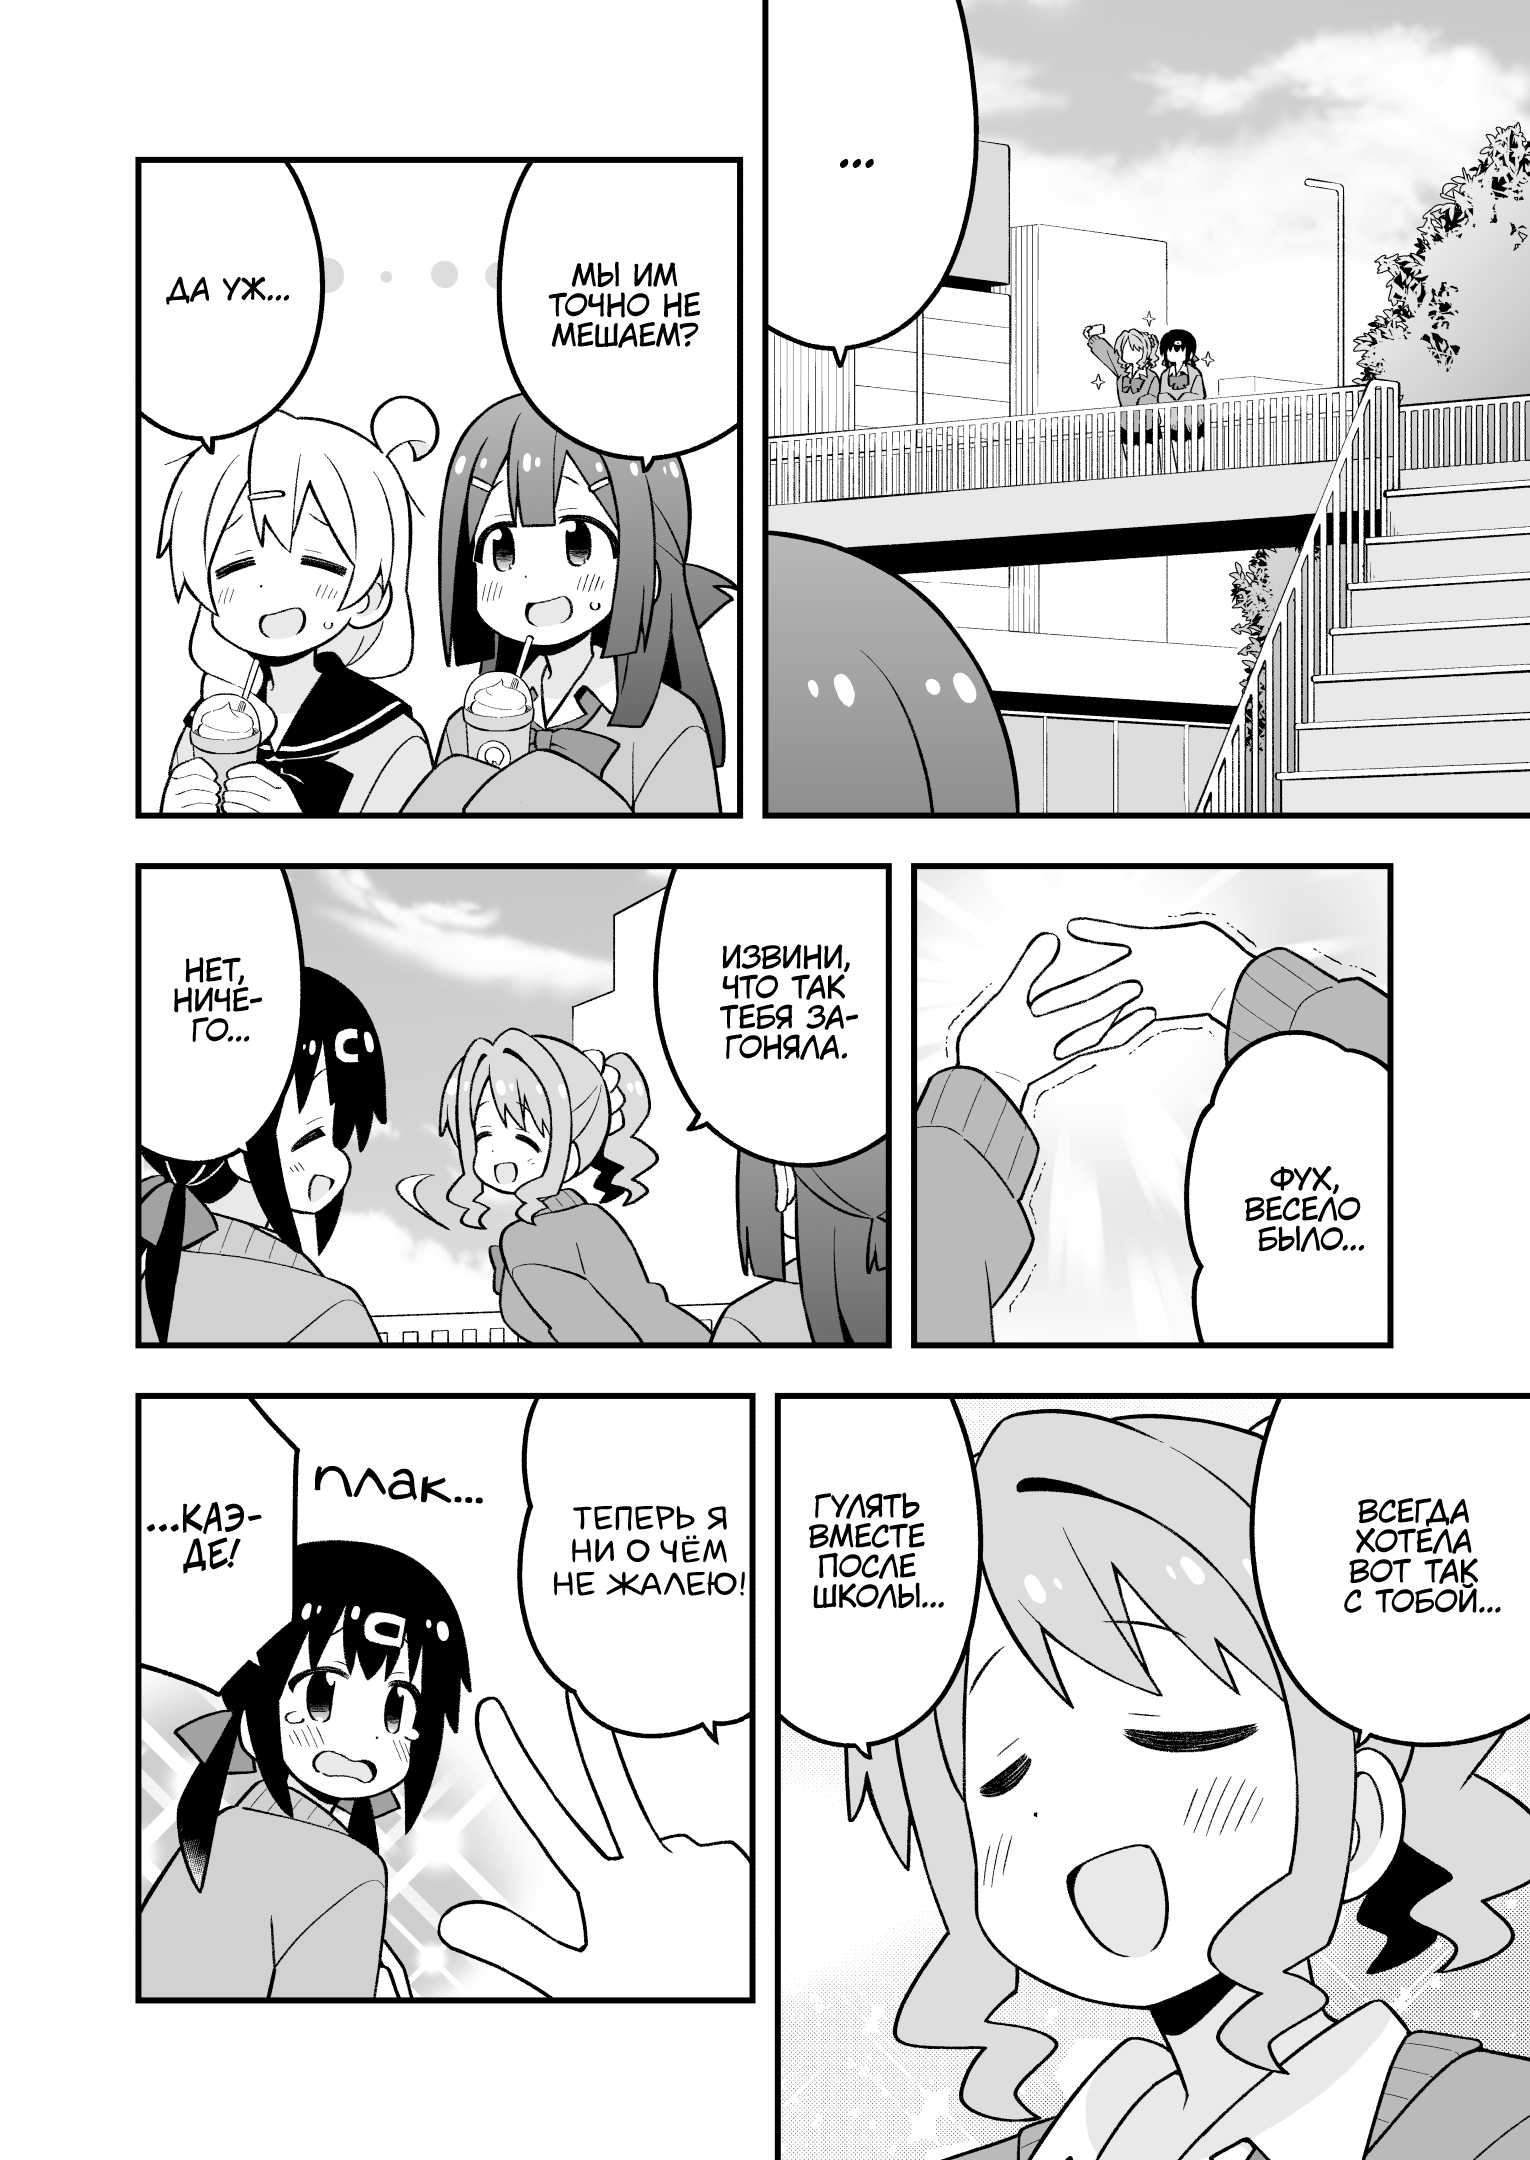 ...
МЫ ИМ
ТОЧНО НЕ
МЕШАЕМ?
ДА УЖ...
ФУХ,
ВЕСЕЛО
БЫЛО...
ИЗВИНИ,
ЧТО ТАК
ТЕБЯ ЗА-
ГОНЯЛА.
НЕТ,
НИЧЕ-
ГО...
ВСЕГДА
ХОТЕЛА
ВОТ ТАК
С ТОБОЙ...
ГУЛЯТЬ
ВМЕСТЕ
ПОСЛЕ
ШКОЛЫ...
ТЕПЕРЬ Я
НИ О ЧЁМ
НЕ ЖАЛЕЮ!
ПЛАК...
...КАЭ-
ДЕ!